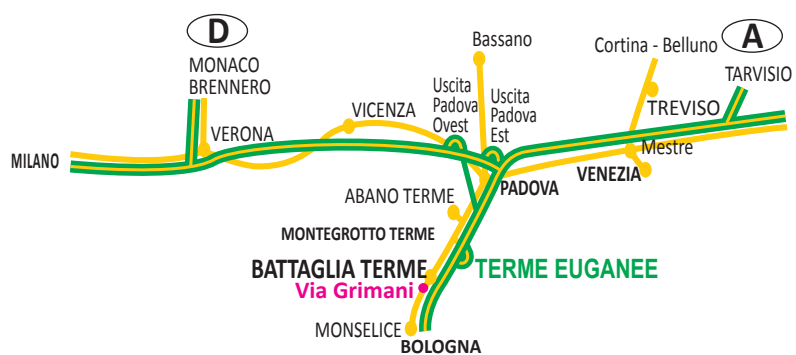 D
A
MONACO
BRENNERO
Bassano
Cortina - Belluno
TARVISIO
Uscita
Padova
Ovest
Uscita
Padova
Est
VICENZA
TREVISO
VERONA
MILANO
Mestre
VENEZIA
PADOVA
ABANO TERME
MONTEGROTTO TERME
BATTAGLIA TERME
TERME EUGANEE
Via Grimani
MONSELICE
BOLOGNA